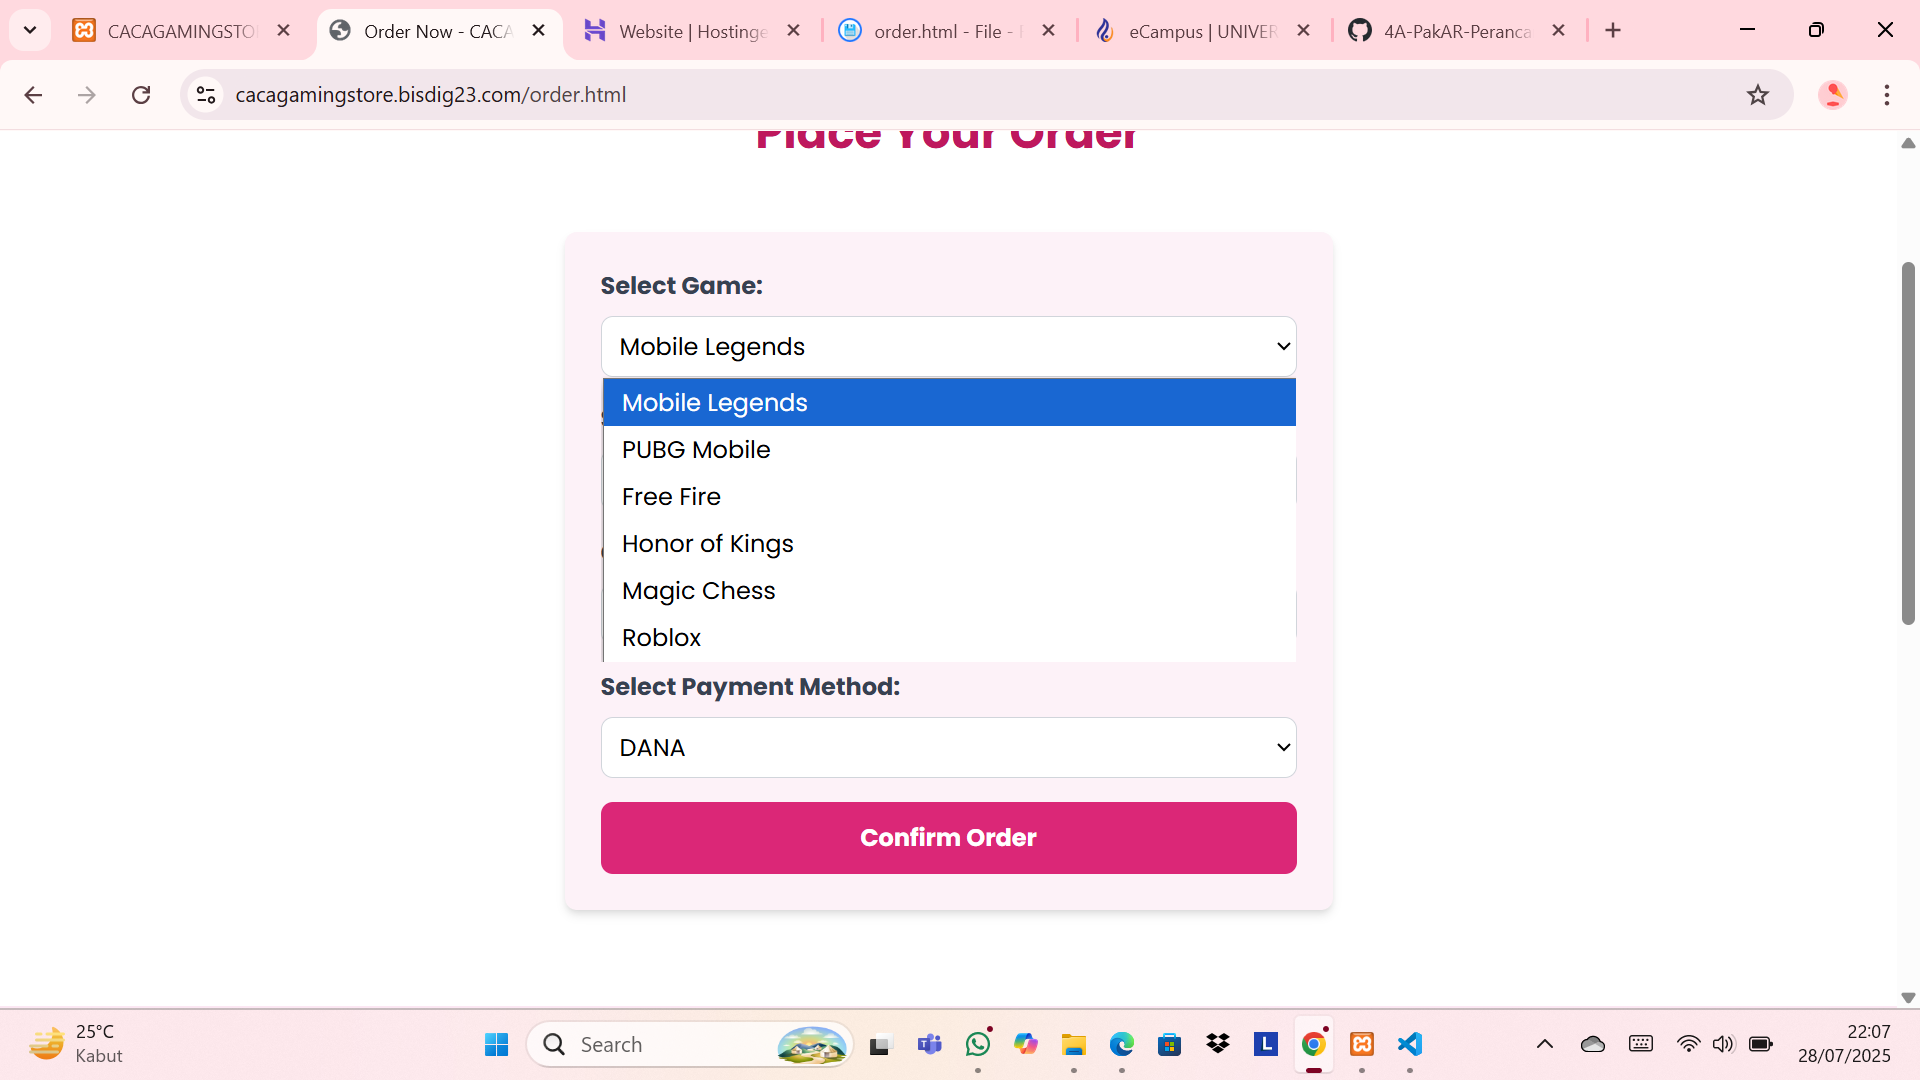 CACAGAMINGSTO
Order Now - CACA
Website | Hostinge
order.html - File -
eCampus | UNIVER
4A-PakAR-Peranca
cacagamingstore.bisdig23.com/order.html
Place Your Order
Select Game:
Mobile Legends
Mobile Legends
PUBG Mobile
Free Fire
Honor of Kings
Magic Chess
Roblox
Select Payment Method:
DANA
Confirm Order
25°C
Kabut
Search
22:07
28/07/2025